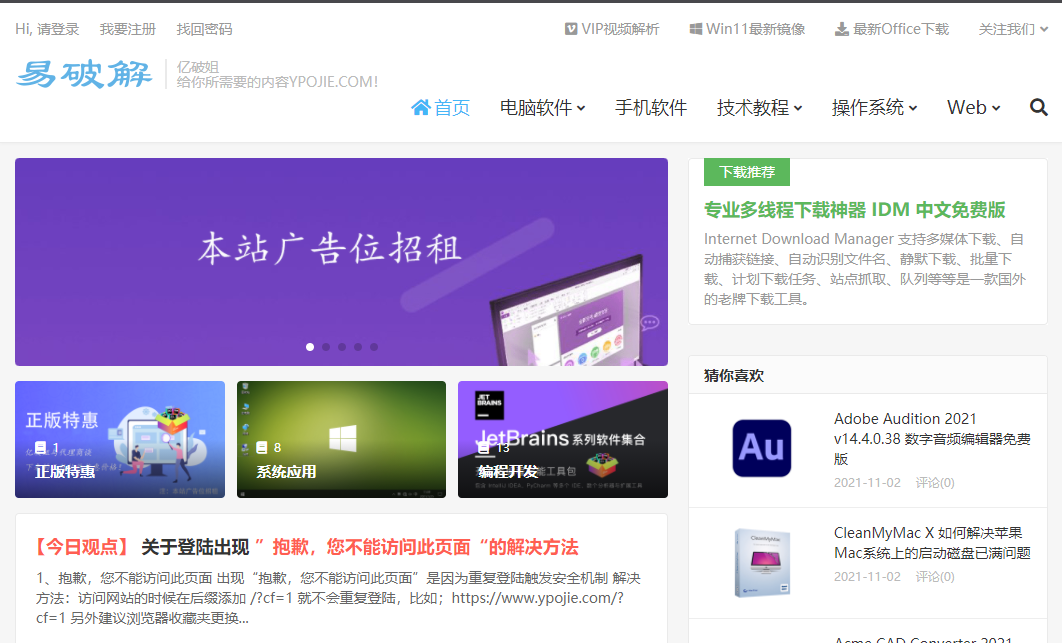 Hi, 请登录 我要注册 找回密码
VIP视频解析 Win11最新镜像 最新Office下载 关注我们
易破解
亿破姐
给你所需要的内容YPOJIE.COM!
首页 电脑软件 手机软件 技术教程 操作系统 Web
本站广告位招租
下载推荐
专业多线程下载神器 IDM 中文免费版
Internet Download Manager 支持多媒体下载、自
动捕获链接、自动识别文件名、静默下载、批量下
载、计划下载任务、站点抓取、队列等等是一款国外
的老牌下载工具。
正版特惠
1
正版特惠
8
系统应用
JET
BRAINS
JetBrains 系列软件集合
13
编程开发
【今日观点】 关于登陆出现 ”抱歉，您不能访问此页面 “的解决方法
1、抱歉，您不能访问此页面 出现“抱歉，您不能访问此页面”是因为重复登陆触发安全机制 解决
方法：访问网站的时候在后缀添加 /?cf=1 就不会重复登陆，比如；https://www.ypojie.com/?
cf=1 另外建议浏览器收藏夹更换...
猜你喜欢
Au
Adobe Audition 2021
v14.4.0.38 数字音频编辑器免费
版
2021-11-02 评论(0)
CleanMyMac X 如何解决苹果
Mac系统上的启动磁盘已满问题
2021-11-02 评论(0)
Acme CAD Converter 2021